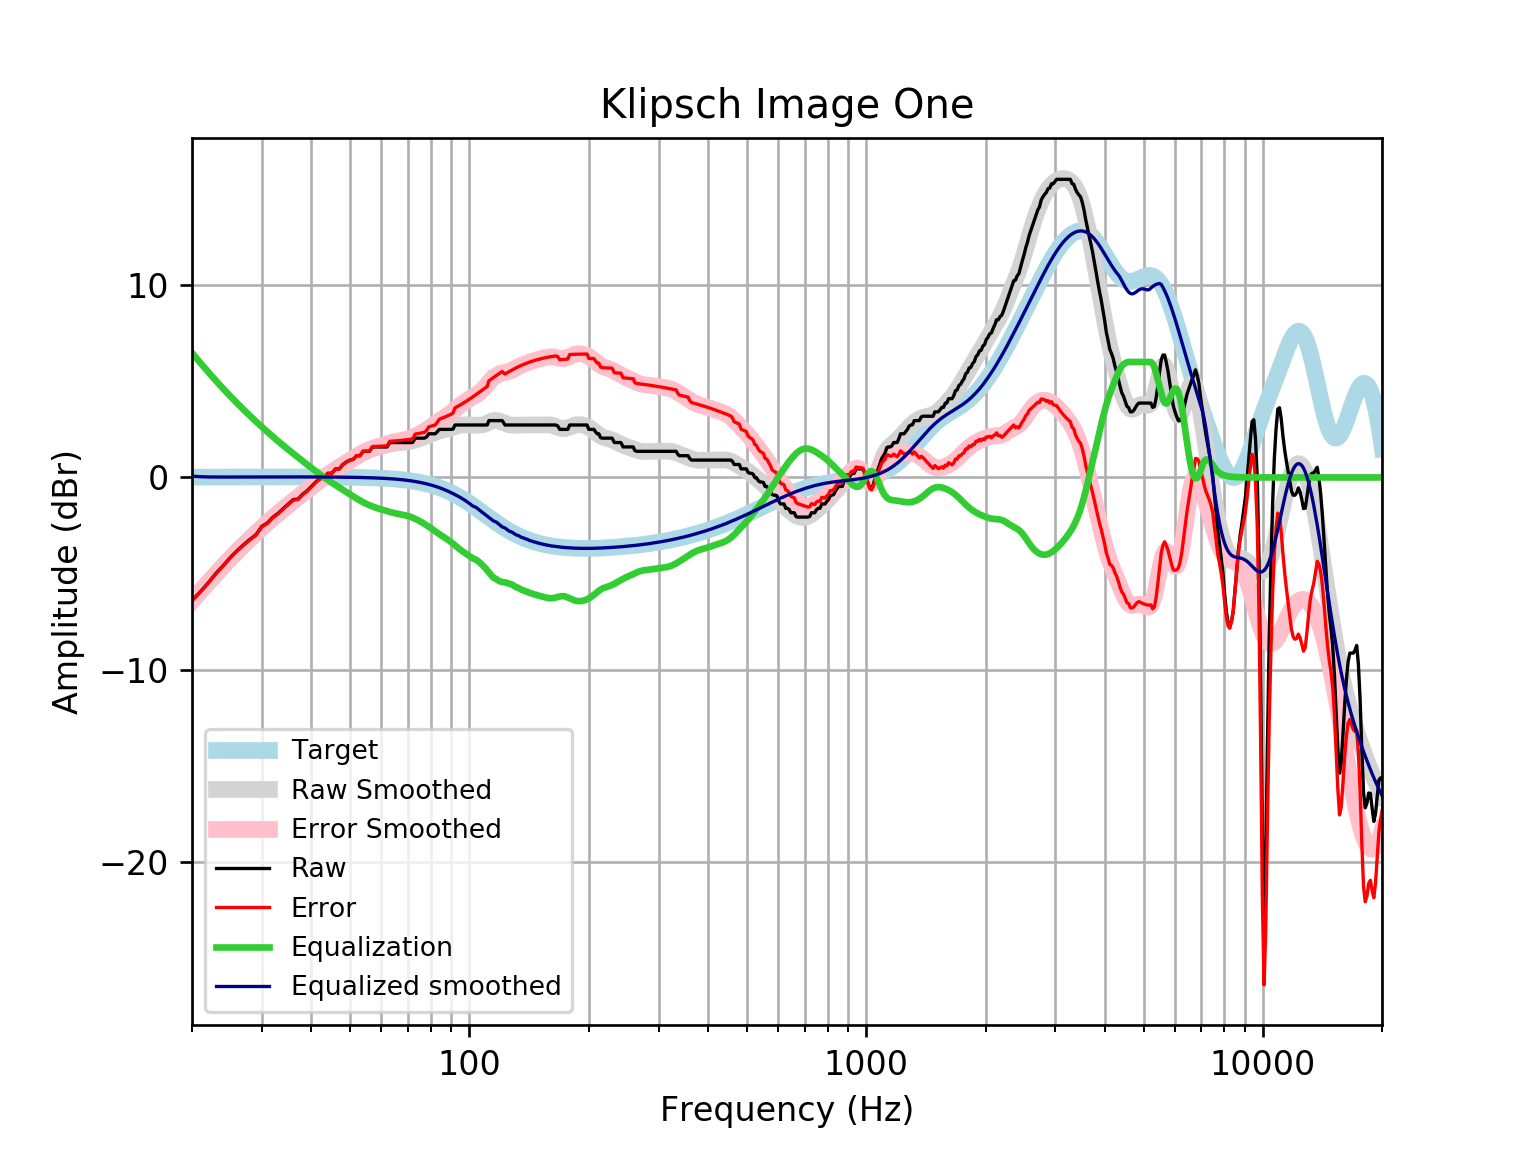 Klipsch Image One
Amplitude (dBr)
10
0
−10
−20
Target
Raw Smoothed
Error Smoothed
Raw
Error
Equalization
Equalized smoothed
100
1000
10000
Frequency (Hz)